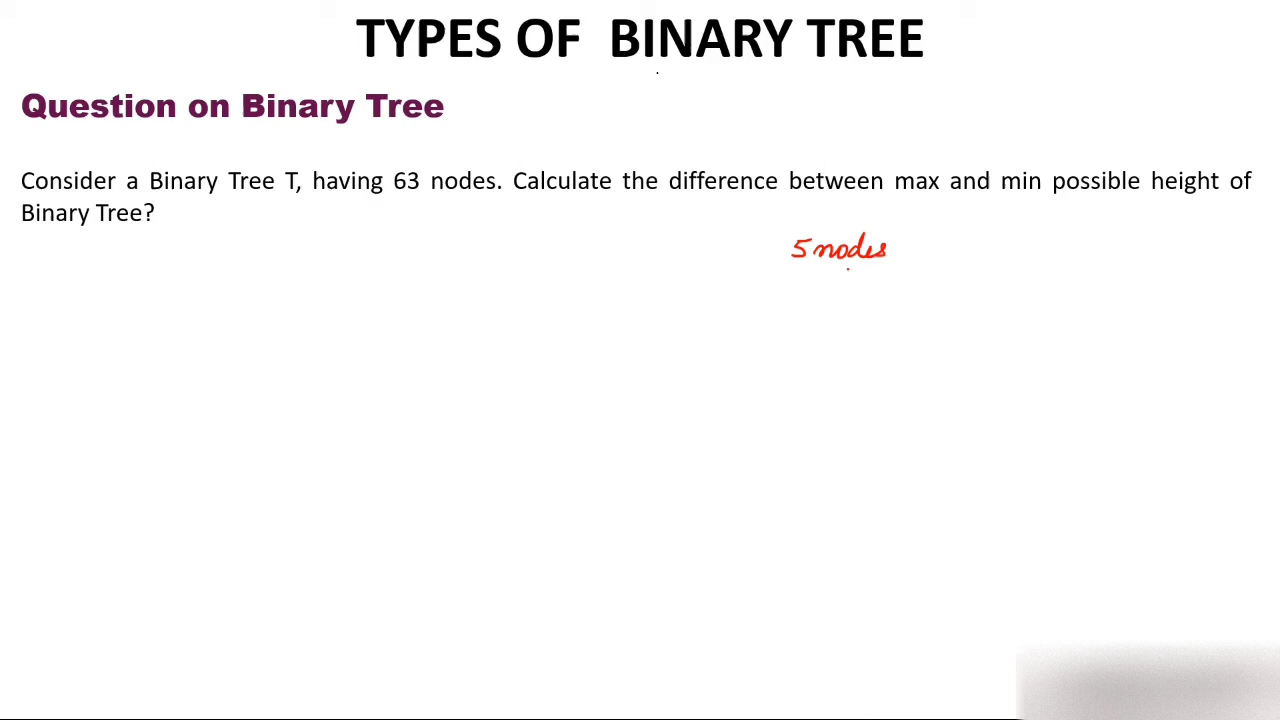 TYPES OF BINARY TREE
Question on Binary Tree
Consider a Binary Tree T, having 63 nodes. Calculate the difference between max and min possible height of
Binary Tree?
5 nodes